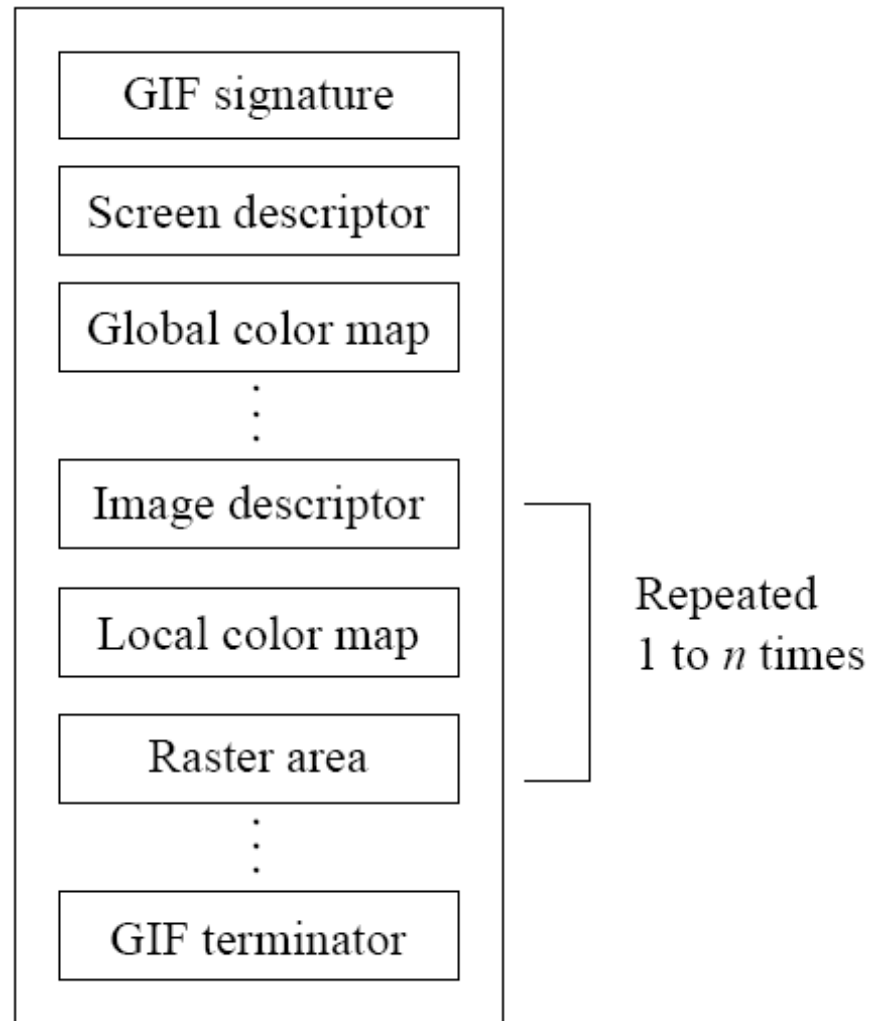 GIF signature
Screen descriptor
Global color map
Image descriptor
Local color map
Raster area
Repeated
1 to n times
GIF terminator